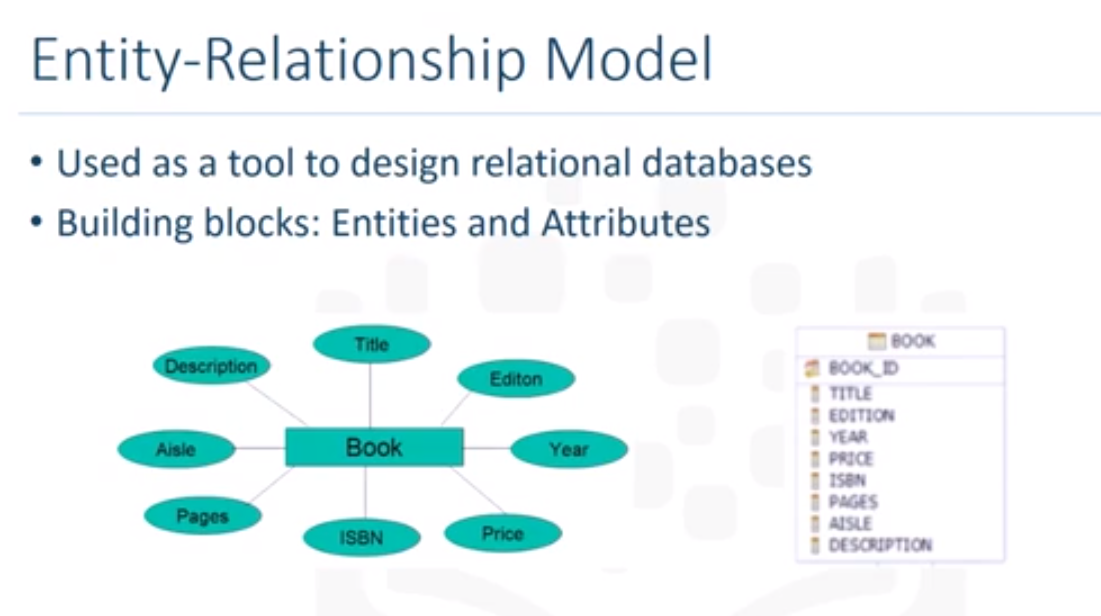 Entity-Relationship Model
• Used as a tool to design relational databases
• Building blocks: Entities and Attributes
Title
Description
Editon
Aisle
Book
Year
Pages
ISBN
Price
BOOK
BOOK_ID
TITLE
EDITION
YEAR
PRICE
ISBN
PAGES
AISLE
DESCRIPTION